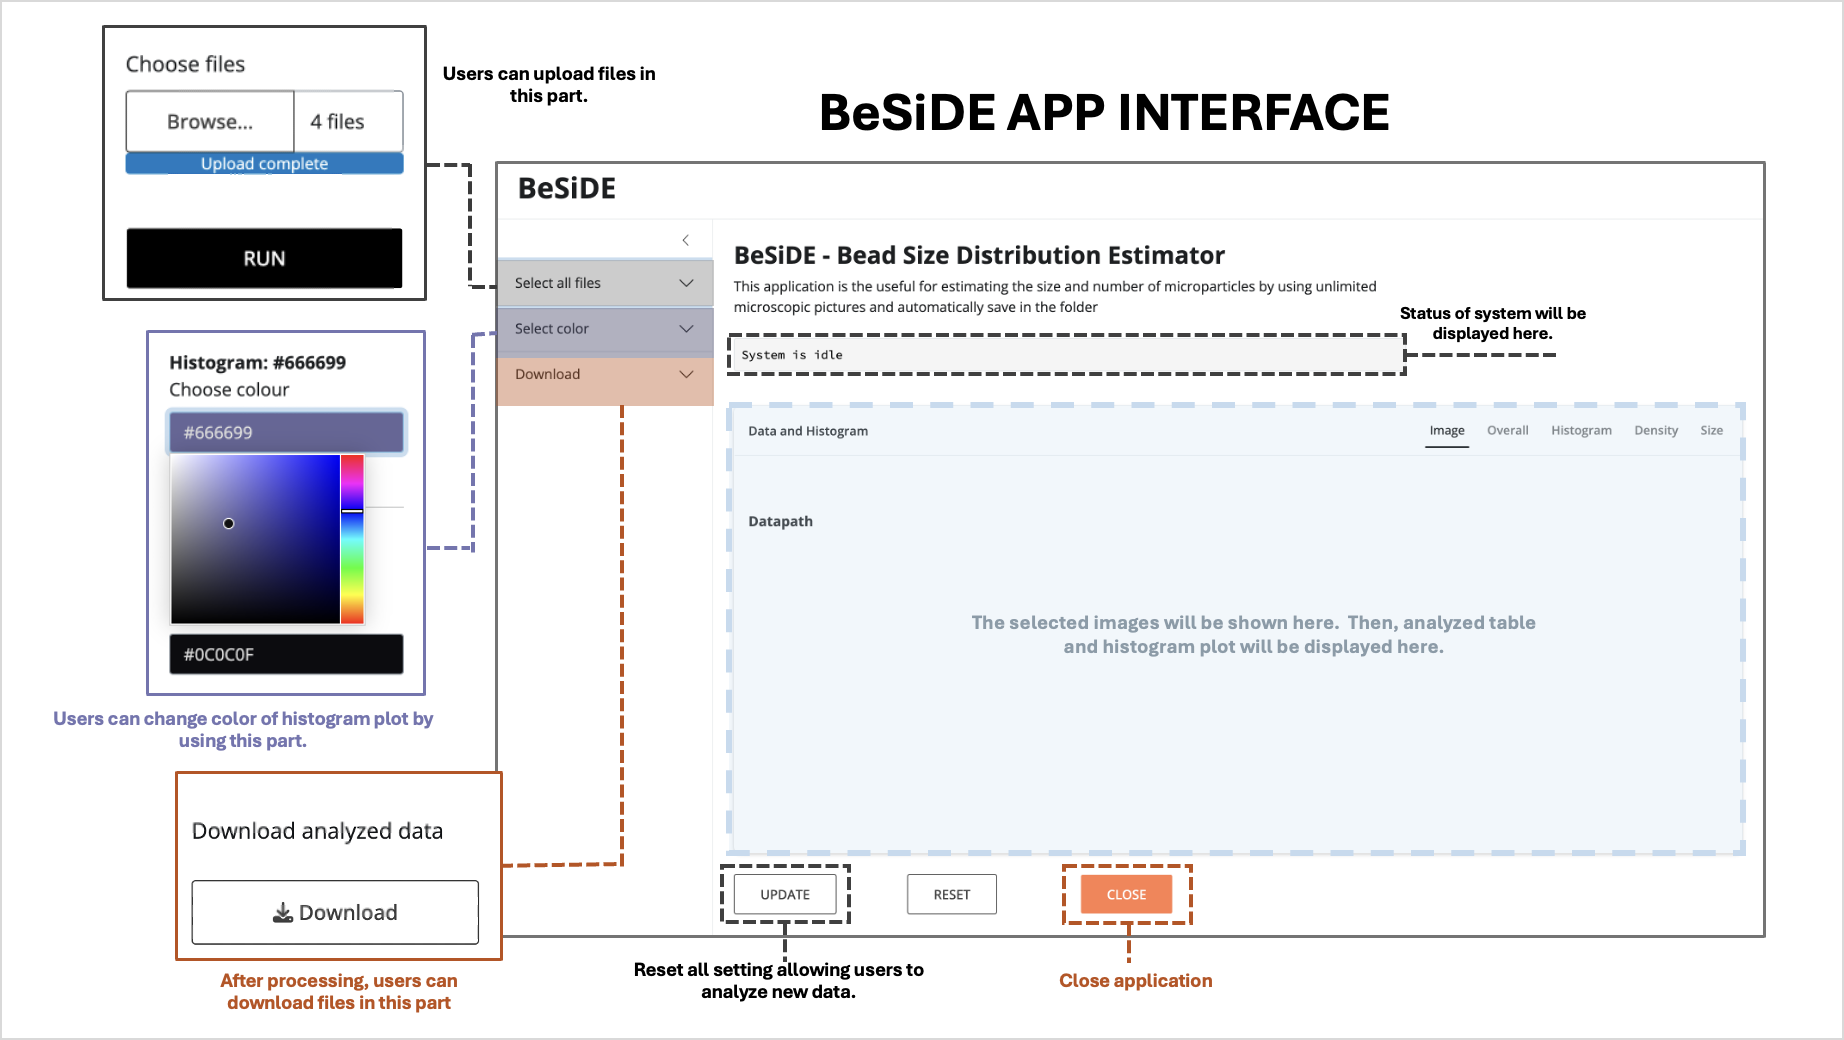 Choose files
Browse...
4 files
Upload complete
RUN
Users can upload files in
this part.
BeSiDE APP INTERFACE
Histogram: #666699
Choose colour
#666699
#0C0C0F
Users can change color of histogram plot by
using this part.
Download analyzed data
Download
After processing, users can
download files in this part
BeSiDE
Select all files
Select color
Download
BeSiDE - Bead Size Distribution Estimator
This application is the useful for estimating the size and number of microparticles by using unlimited
microscopic pictures and automatically save in the folder
Status of system will be
displayed here.
System is idle
Data and Histogram
Image
Overall
Histogram
Density
Size
Datapath
The selected images will be shown here. Then, analyzed table
and histogram plot will be displayed here.
UPDATE
RESET
CLOSE
Reset all setting allowing users to
analyze new data.
Close application